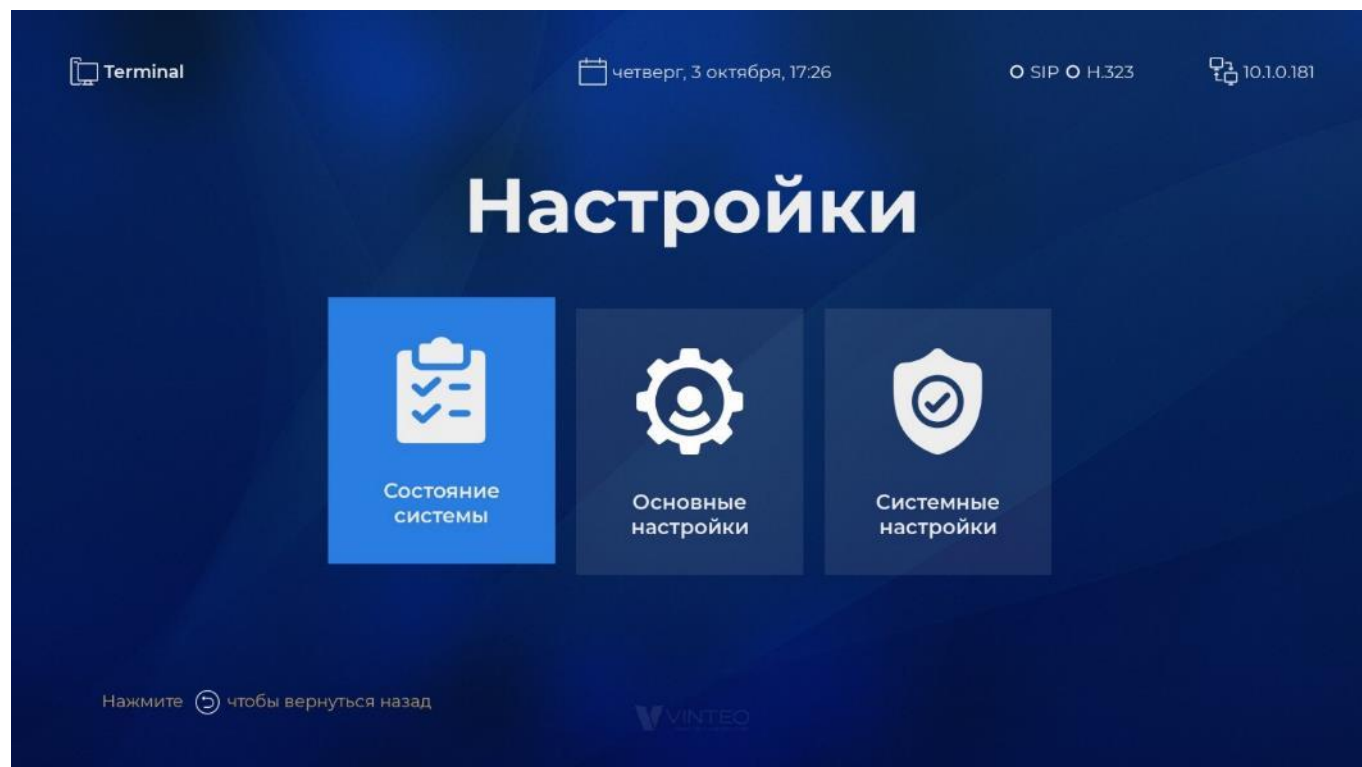 Terminal
четверг, 3 октября, 17:26
SIP
H.323
10.1.0.181
Настройки
Состояние
системы
Основные
настройки
Системные
настройки
Нажмите чтобы вернуться назад
VINTEO